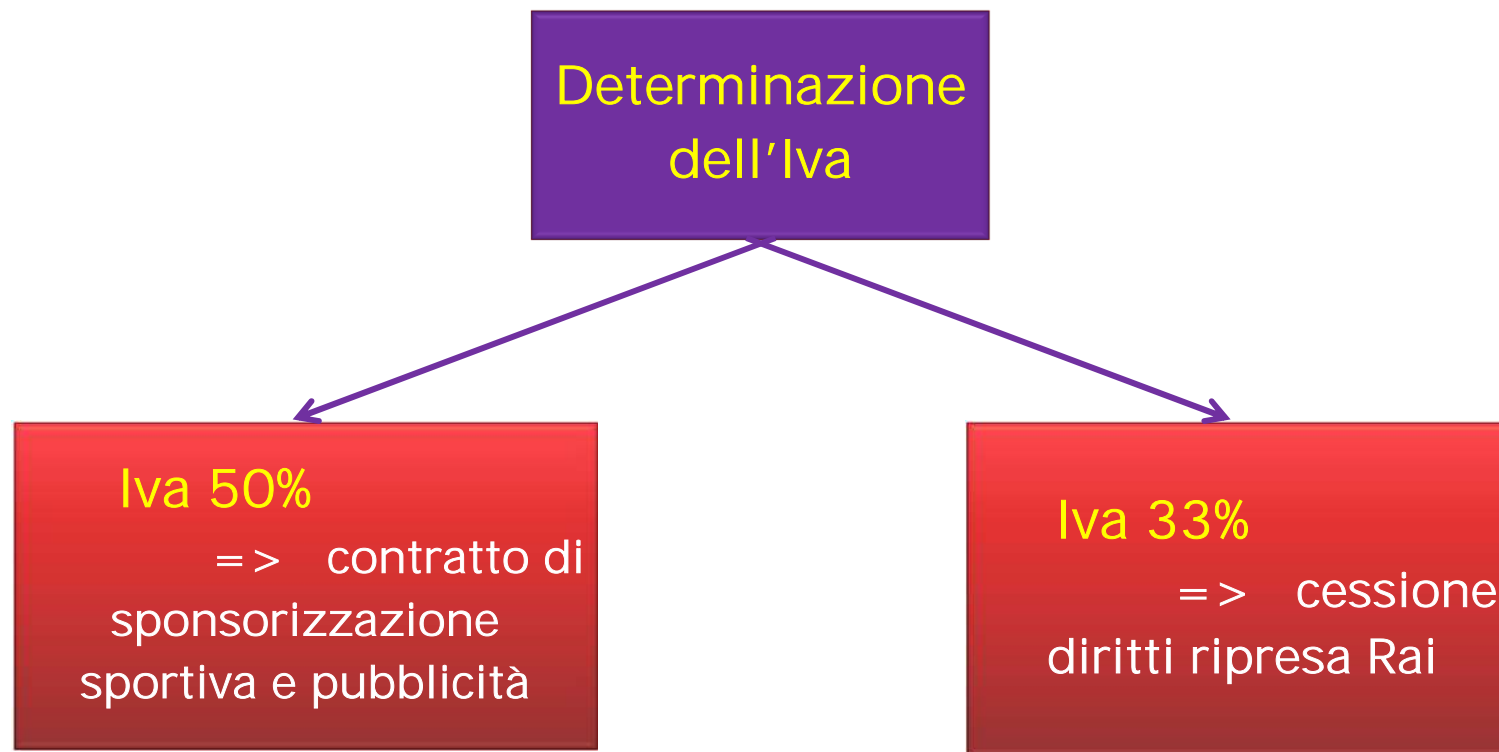 Determinazione
dell'Iva
Iva 50%
=> contratto di
sponsorizzazione
sportiva e pubblicità
Iva 33%
=> cessione
diritti ripresa Rai